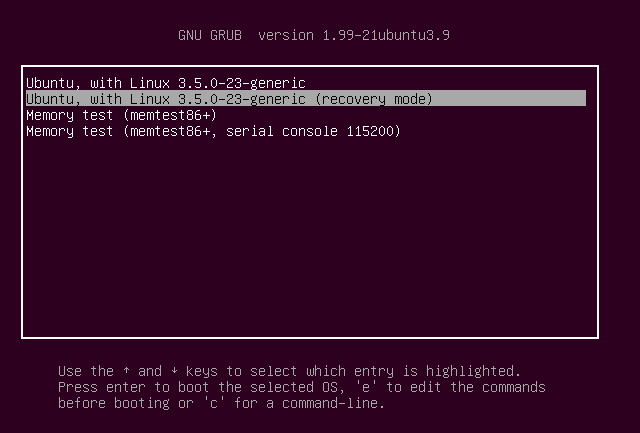 GNU GRUB  version 1.99-21ubuntu3.9
Ubuntu, with Linux 3.5.0-23-generic
Ubuntu, with Linux 3.5.0-23-generic (recovery mode)
Memory test (memtest86+)
Memory test (memtest86+, serial console 115200)
Use the ↑ and ↓ keys to select which entry is highlighted.
Press enter to boot the selected OS, 'e' to edit the commands
before booting or 'c' for a command-line.